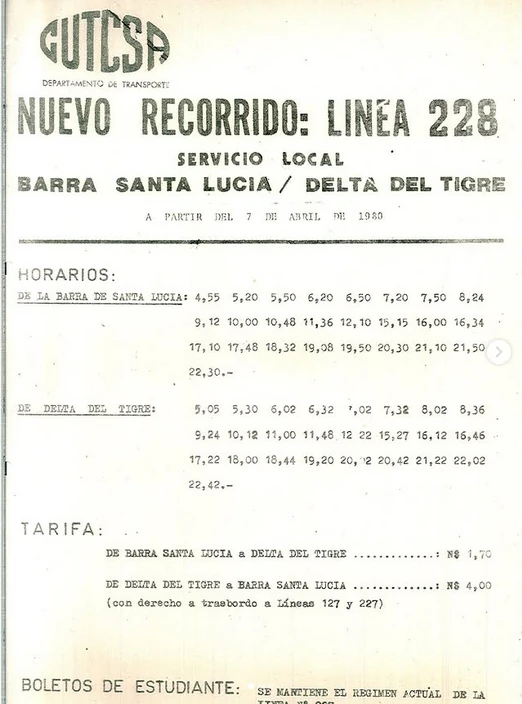 CUTCSA
DEPARTAMENTO DE TRANSPORTE
NUEVO RECORRIDO: LINEA 228
SERVICIO LOCAL
BARRA SANTA LUCIA / DELTA DEL TIGRE
A PARTIR DEL 7 DE ABRIL DE 1980
HORARIOS:
DE LA BARRA DE SANTA LUCIA: 4,55 5,20 5,50 6,20 6,50 7,20 7,50 8,24
9,12 10,00 10,48 11,36 12,10 15,15 16,00 16,34
17,10 17,48 18,32 19,08 19,50 20,30 21,10 21,50
22,30.-
DE DELTA DEL TIGRE: 5,05 5,30 6,02 6,32 7,02 7,32 8,02 8,36
9,24 10,12 11,00 11,48 12 22 15,27 16,12 16,46
17,22 18,00 18,44 19,20 20,42 21,22 22,02
22,42.-
TARIFA:
DE BARRA SANTA LUCIA a DELTA DEL TIGRE ............: N$ 1,70
DE DELTA DEL TIGRE a BARRA SANTA LUCIA ............: N$ 4,00
(con derecho a trasbordo a Líneas 127 y 227)
BOLETOS DE ESTUDIANTE: SE MANTIENE EL REGIMEN ACTUAL DE LA